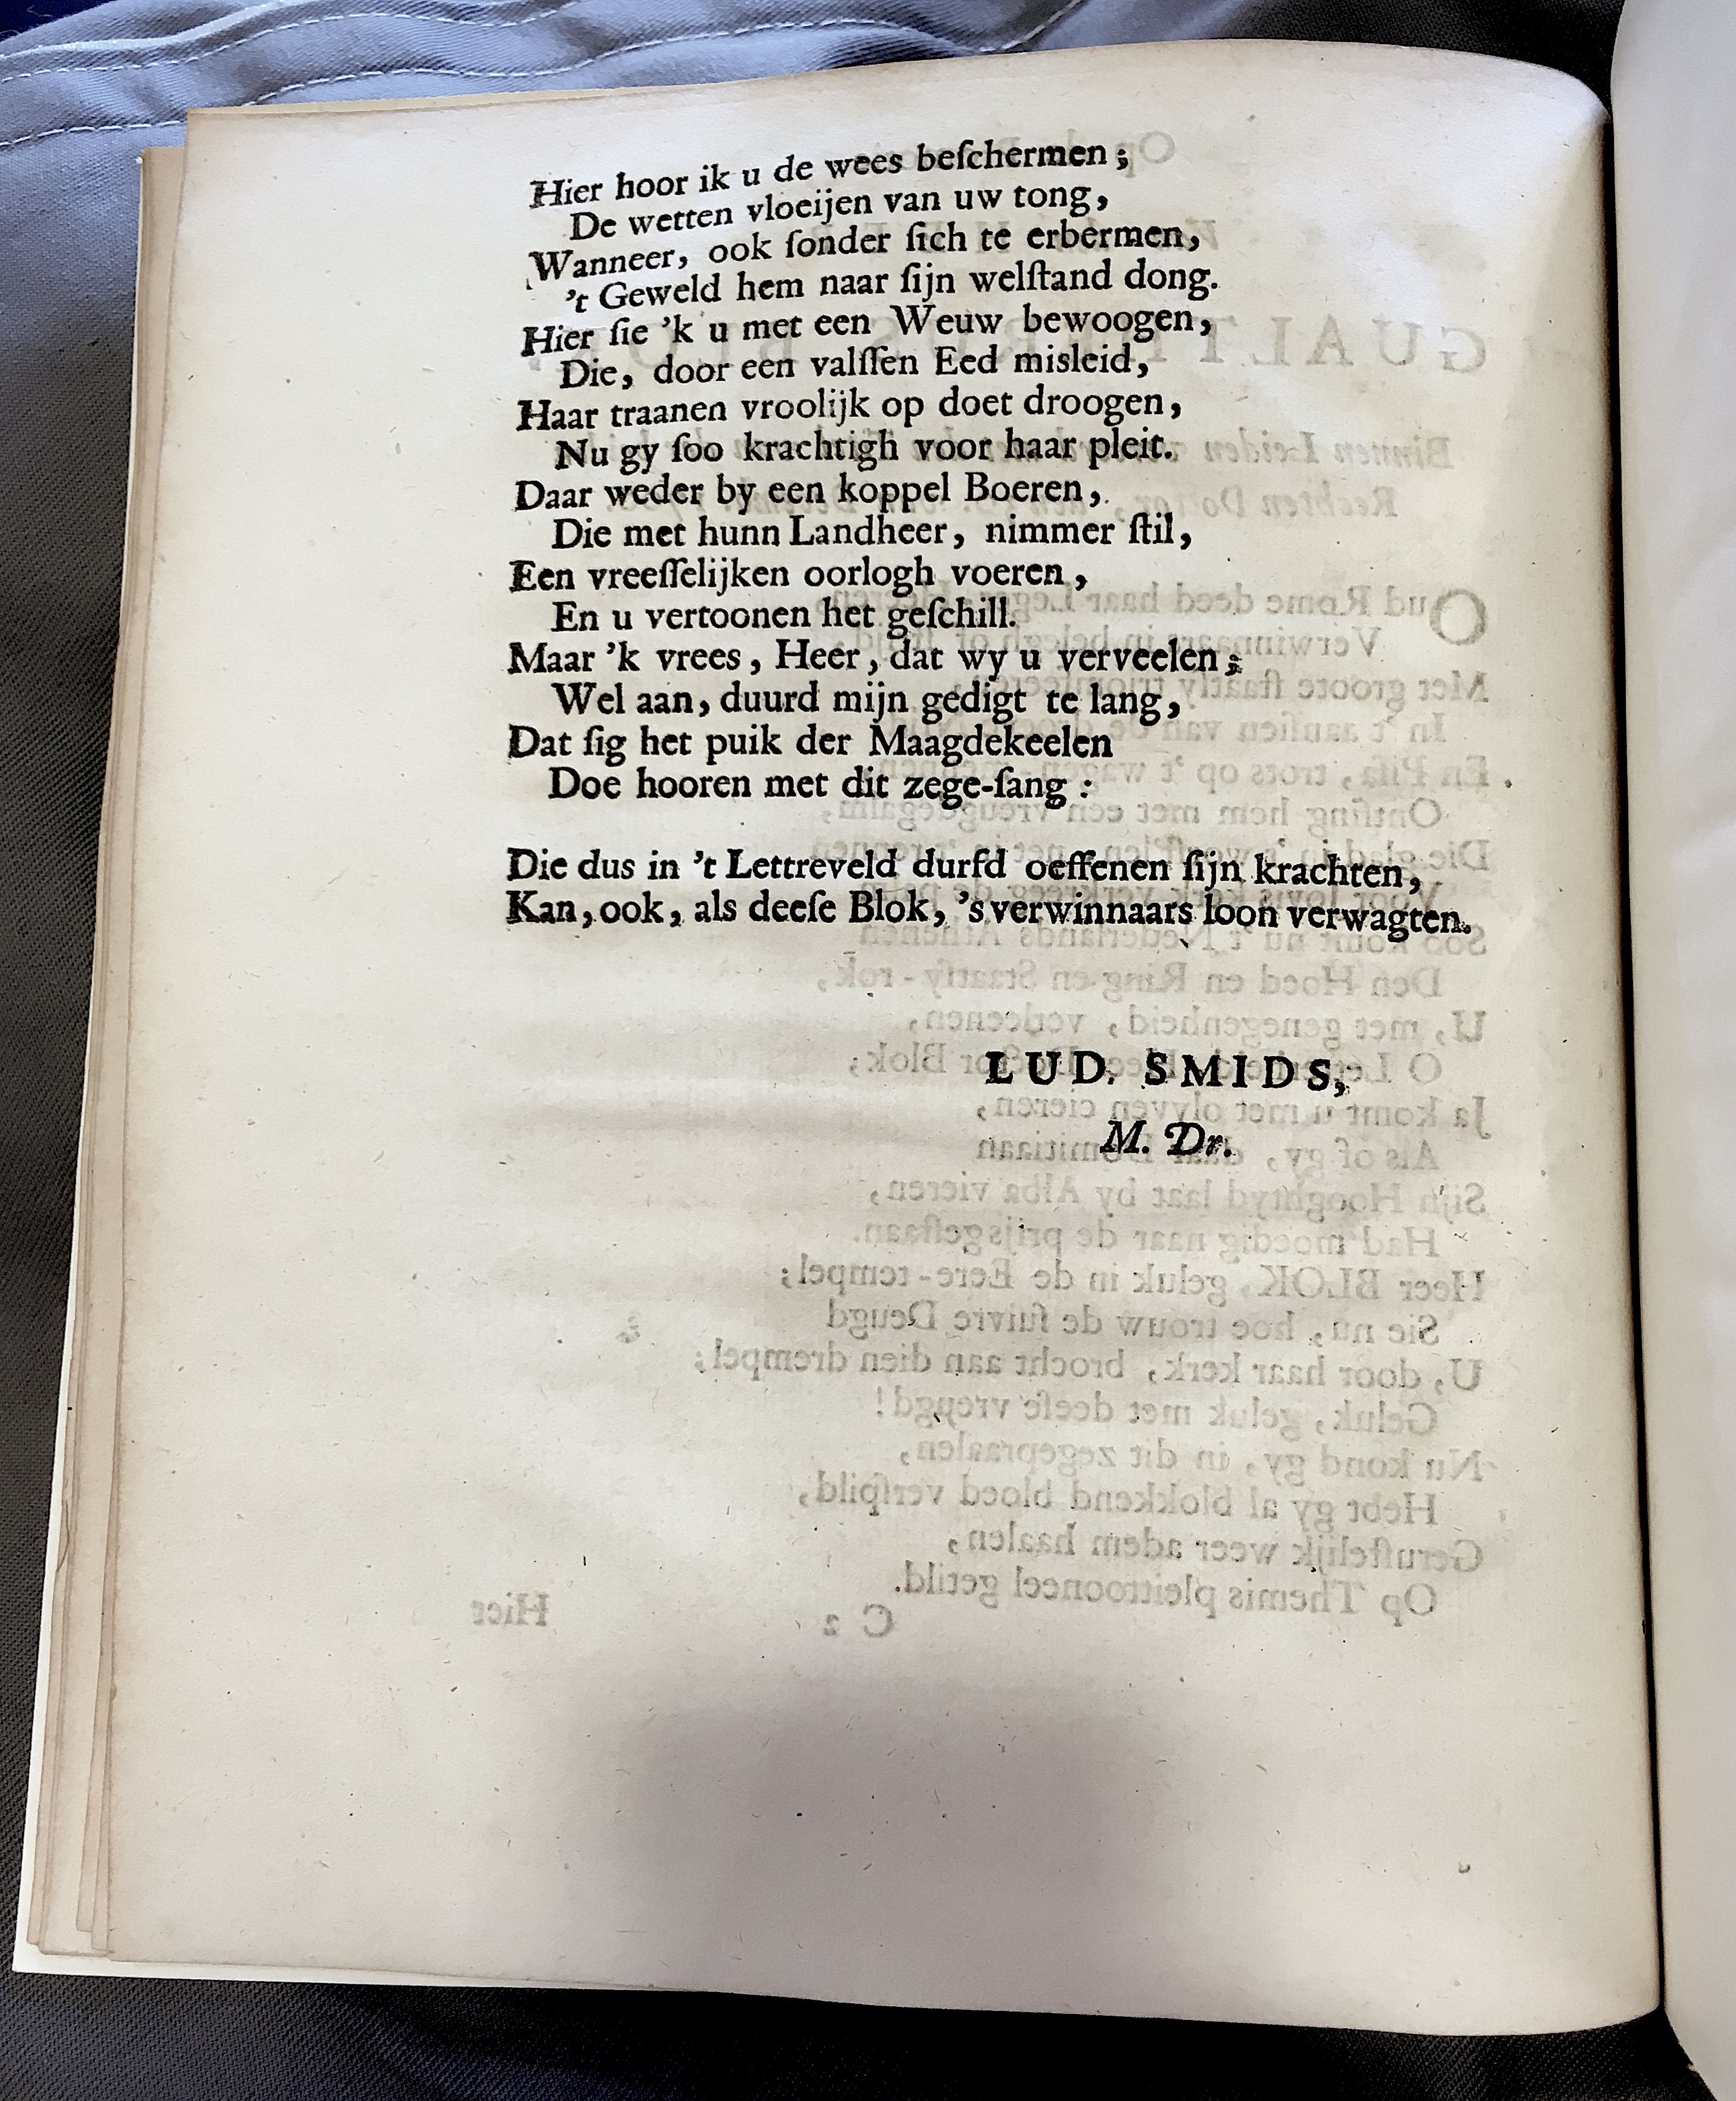 Hier hoor ik u de wees beſchermen;
De wetten vloeijen van uw tong,
Wanneer, ook ſonder ſich te erbermen,
't Geweld hem naar ſijn welſtand dong.
Hier ſie 'k u met een Weuw bewoogen,
Die, door een valſſen Eed misleid,
Haar traanen vroolijk op doet droogen,
Nu gy ſoo krachtigh voor haar pleit.
Daar weder by een koppel Boeren,
Die met hunn Landheer, nimmer ſtil,
Een vreeſſelijken oorlogh voeren,
En u vertoonen het geſchill.
Maar 'k vrees, Heer, dat wy u verveelen;
Wel aan, duurd mijn gedigt te lang,
Dat ſig het puik der Maagdekeelen
Doe hooren met dit zege-ſang:
Die dus in 't Lettreveld durfd oeffenen ſijn krachten,
Kan, ook, als deeſe Blok, 's verwinnaars loon verwagten.
LUD. SMIDS,
M. Dr.